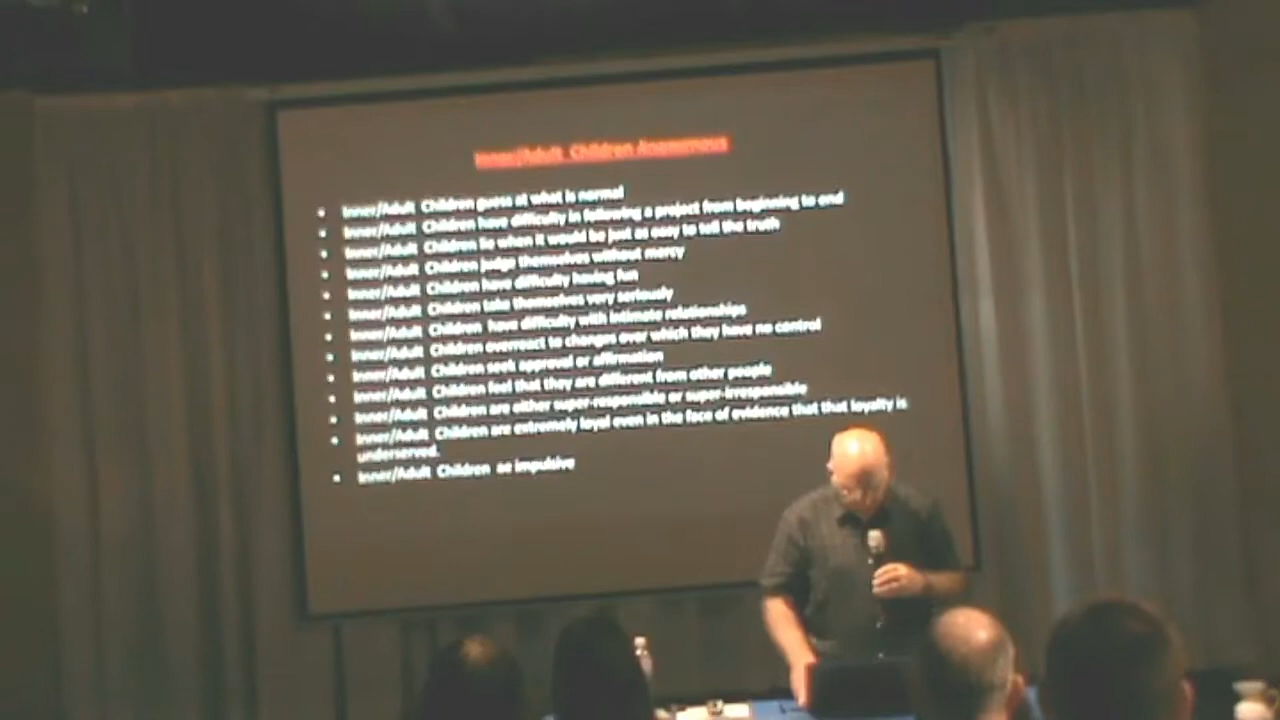 Inner/Adult Children Anonymous
Inner/Adult Children guess at what is normal
Inner/Adult Children have difficulty in following a project from beginning to end
Inner/Adult Children lie when it would be just as easy to tell the truth
Inner/Adult Children judge themselves without mercy
Inner/Adult Children have difficulty having fun
Inner/Adult Children take themselves very seriously
Inner/Adult Children have difficulty with intimate relationships
Inner/Adult Children overreact to changes over which they have no control
Inner/Adult Children seek approval or affirmation
Inner/Adult Children feel that they are different from other people
Inner/Adult Children are either super-responsible or super-irresponsible
Inner/Adult Children are extremely loyal even in the face of evidence that that loyalty is
underserved.
Inner/Adult Children ae impulsive